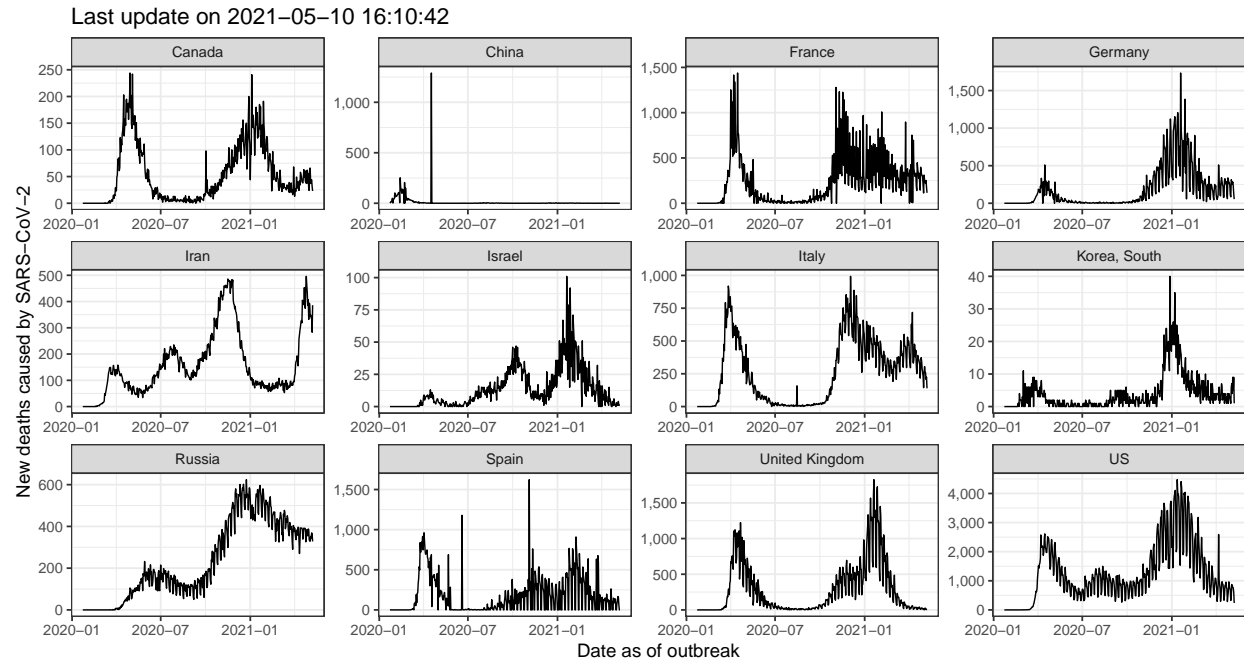 Last update on 2021−05−10 16:10:42
New deaths caused by SARS−CoV−2
Canada China France Germany
250 200 150 100 50 0
1,000 500 0
1,500 1,000 500 0
1,500 1,000 500 0
2020−01 2020−07 2021−01 2020−01 2020−07 2021−01 2020−01 2020−07 2021−01 2020−01 2020−07 2021−01
Iran Israel Italy Korea, South
500 400 300 200 100 0
100 75 50 25 0
1,000 750 500 250 0
40 30 20 10 0
2020−01 2020−07 2021−01 2020−01 2020−07 2021−01 2020−01 2020−07 2021−01 2020−01 2020−07 2021−01
Russia Spain United Kingdom US
600 400 200 0
1,500 1,000 500 0
1,500 1,000 500 0
4,000 3,000 2,000 1,000 0
2020−01 2020−07 2021−01 2020−01 2020−07 2021−01 2020−01 2020−07 2021−01 2020−01 2020−07 2021−01
Date as of outbreak